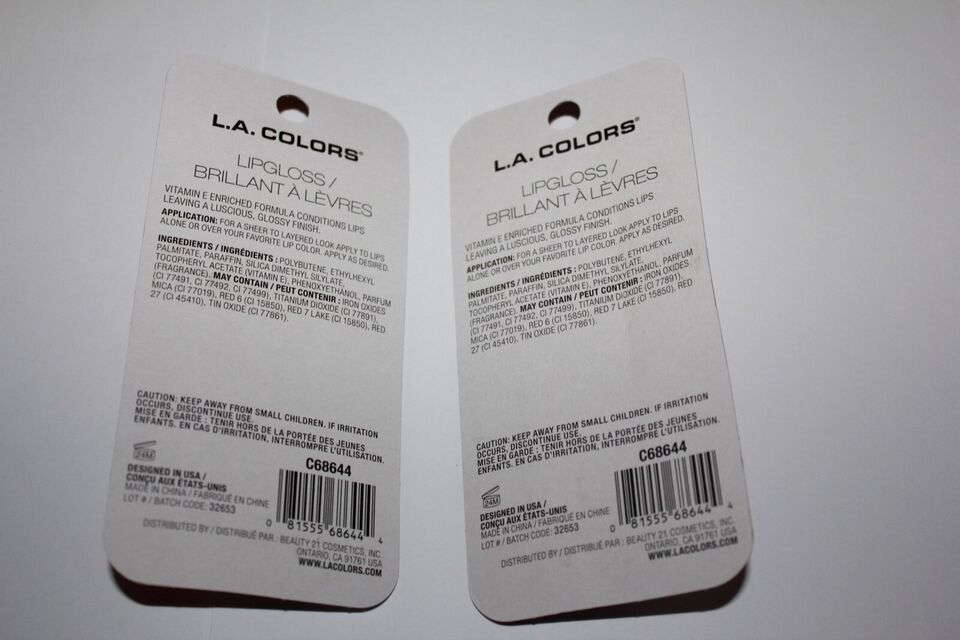 L.A. COLORS®
LIPGLOSS /
BRILLANT À LÈVRES
VITAMIN E ENRICHED FORMULA CONDITIONS LIPS
LEAVING A LUSCIOUS, GLOSSY FINISH.
APPLICATION: FOR A SHEER TO LAYERED LOOK APPLY TO LIPS
ALONE OR OVER YOUR FAVORITE LIP COLOR. APPLY AS DESIRED.
INGREDIENTS / INGRÉDIENTS : POLYBUTENE, ETHYLHEXYL
PALMITATE, PARAFFIN, SILICA DIMETHYL SILYLATE,
TOCOPHERYL ACETATE (VITAMIN E), PHENOXYETHANOL, PARFUM
(FRAGRANCE). MAY CONTAIN / PEUT CONTENIR : IRON OXIDES
(CI 77491, CI 77492, CI 77499), TITANIUM DIOXIDE (CI 77891),
MICA (CI 77019), RED 6 (CI 15850), RED 7 LAKE (CI 15850), RED
27 (CI 45410), TIN OXIDE (CI 77861).
CAUTION: KEEP AWAY FROM SMALL CHILDREN. IF IRRITATION
OCCURS, DISCONTINUE USE.
MISE EN GARDE : TENIR HORS DE LA PORTÉE DES JEUNES
ENFANTS. EN CAS D'IRRITATION, INTERROMPRE L'UTILISATION.
24M
C68644
DESIGNED IN USA /
CONÇU AUX ÉTATS-UNIS
MADE IN CHINA / FABRIQUÉ EN CHINE
LOT # / BATCH CODE: 32653
0 81555 68644 4
DISTRIBUTED BY / DISTRIBUÉ PAR : BEAUTY 21 COSMETICS, INC.
ONTARIO, CA 91761 USA
WWW.LACOLORS.COM
L.A. COLORS®
LIPGLOSS /
BRILLANT À LÈVRES
VITAMIN E ENRICHED FORMULA CONDITIONS LIPS
LEAVING A LUSCIOUS, GLOSSY FINISH.
APPLICATION: FOR A SHEER TO LAYERED LOOK APPLY TO LIPS
ALONE OR OVER YOUR FAVORITE LIP COLOR. APPLY AS DESIRED.
INGREDIENTS / INGRÉDIENTS : POLYBUTENE, ETHYLHEXYL
PALMITATE, PARAFFIN, SILICA DIMETHYL SILYLATE,
TOCOPHERYL ACETATE (VITAMIN E), PHENOXYETHANOL, PARFUM
(FRAGRANCE). MAY CONTAIN / PEUT CONTENIR : IRON OXIDES
(CI 77491, CI 77492, CI 77499), TITANIUM DIOXIDE (CI 77891),
MICA (CI 77019), RED 6 (CI 15850), RED 7 LAKE (CI 15850), RED
27 (CI 45410), TIN OXIDE (CI 77861).
CAUTION: KEEP AWAY FROM SMALL CHILDREN. IF IRRITATION
OCCURS, DISCONTINUE USE.
MISE EN GARDE : TENIR HORS DE LA PORTÉE DES JEUNES
ENFANTS. EN CAS D'IRRITATION, INTERROMPRE L'UTILISATION.
24M
C68644
DESIGNED IN USA /
CONÇU AUX ÉTATS-UNIS
MADE IN CHINA / FABRIQUÉ EN CHINE
LOT # / BATCH CODE: 32653
0 81555 68644 4
DISTRIBUTED BY / DISTRIBUÉ PAR : BEAUTY 21 COSMETICS, INC.
ONTARIO, CA 91761 USA
WWW.LACOLORS.COM